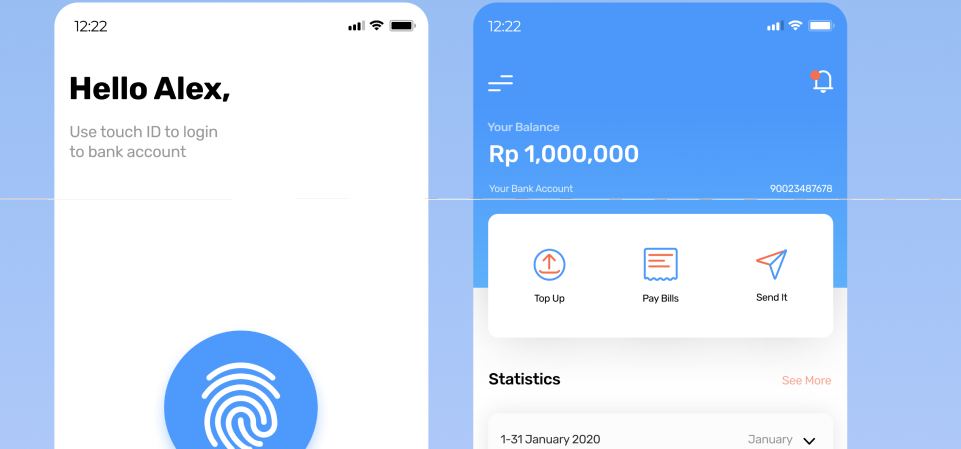 12:22
Hello Alex,
Use touch ID to login
to bank account
12:22
Your Balance
Rp 1,000,000
Your Bank Account 90023487678
Top Up Pay Bills Send It
Statistics See More
1-31 January 2020 January